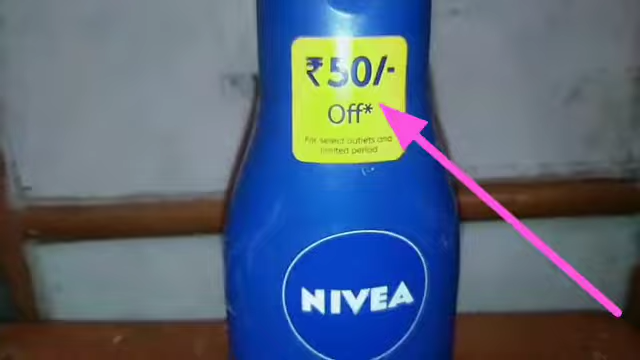 ₹50/-
Off*
For select outlets and
limited period
NIVEA